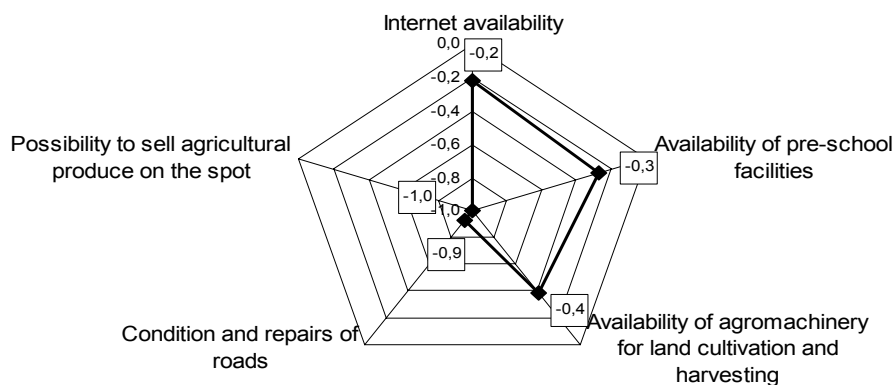 Internet availability
0,0
-0,2
-0,2
-0,4
-0,6
-0,8
-1,0
Possibility to sell agricultural
produce on the spot
-1,0
Availability of pre-school
facilities
-0,3
-0,9
-0,4
Condition and repairs of
roads
Availability of agromachinery
for land cultivation and
harvesting